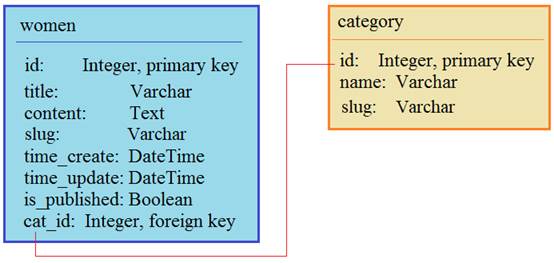 women
id: Integer, primary key
title: Varchar
content: Text
slug: Varchar
time_create: DateTime
time_update: DateTime
is_published: Boolean
cat_id: Integer, foreign key
category
id: Integer, primary key
name: Varchar
slug: Varchar